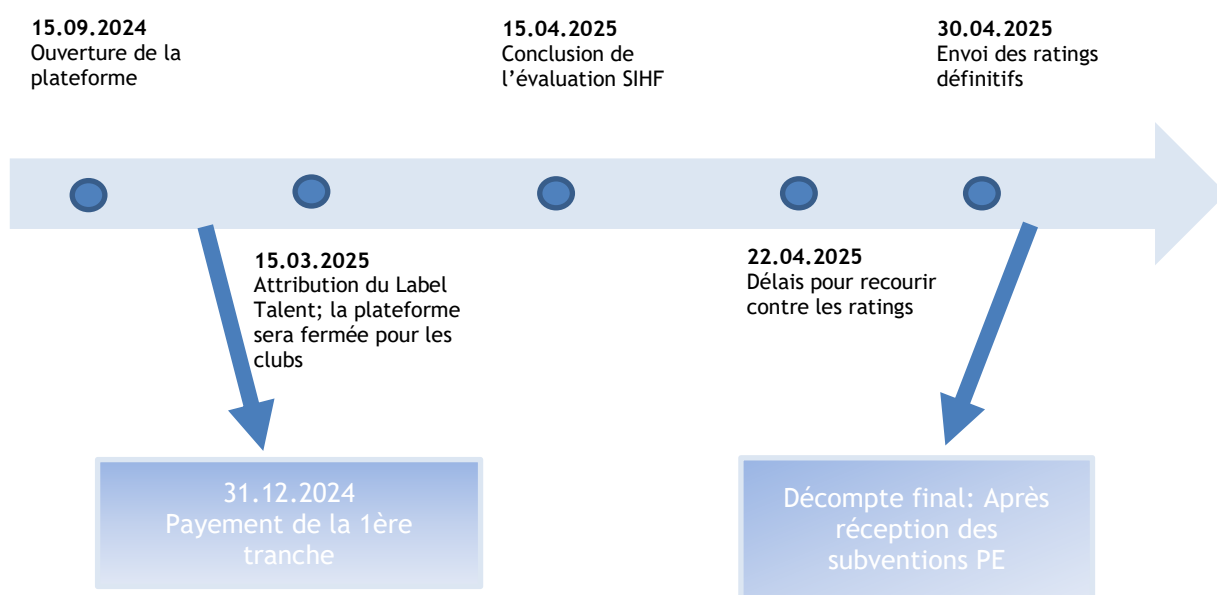 15.09.2024
Ouverture de la
plateforme
15.04.2025
Conclusion de
l’évaluation SIHF
30.04.2025
Envoi des ratings
définitifs
15.03.2025
Attribution du Label
Talent; la plateforme
sera fermée pour les
clubs
22.04.2025
Délais pour recourir
contre les ratings
31.12.2024
Payement de la 1ère
tranche
Décompte final: Après
réception des
subventions PE